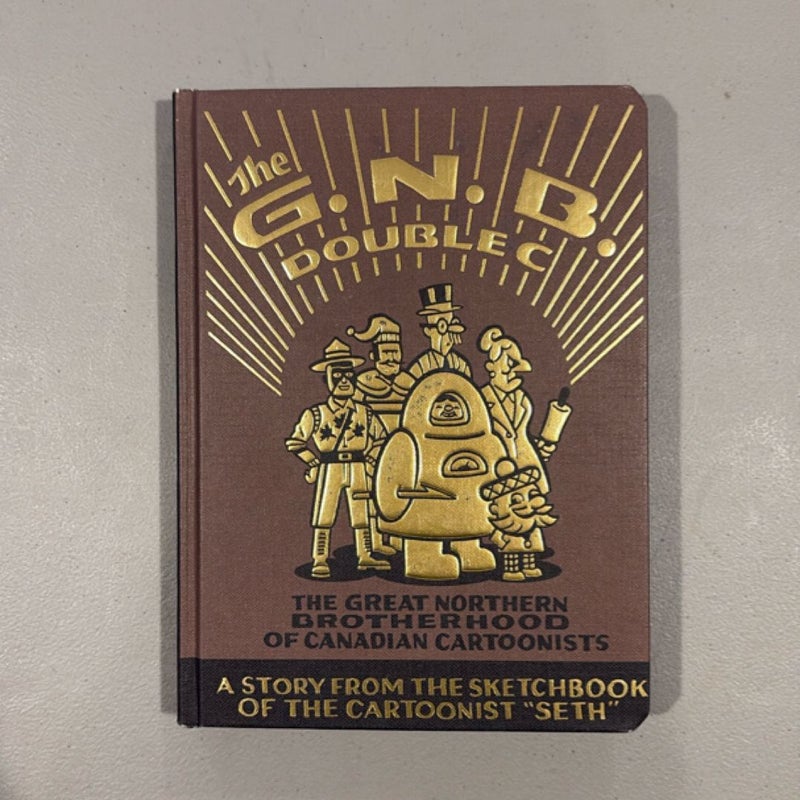 The
G. N. B.
DOUBLE C
THE GREAT NORTHERN
BROTHERHOOD
OF CANADIAN CARTOONISTS
A STORY FROM THE SKETCHBOOK
OF THE CARTOONIST "SETH"